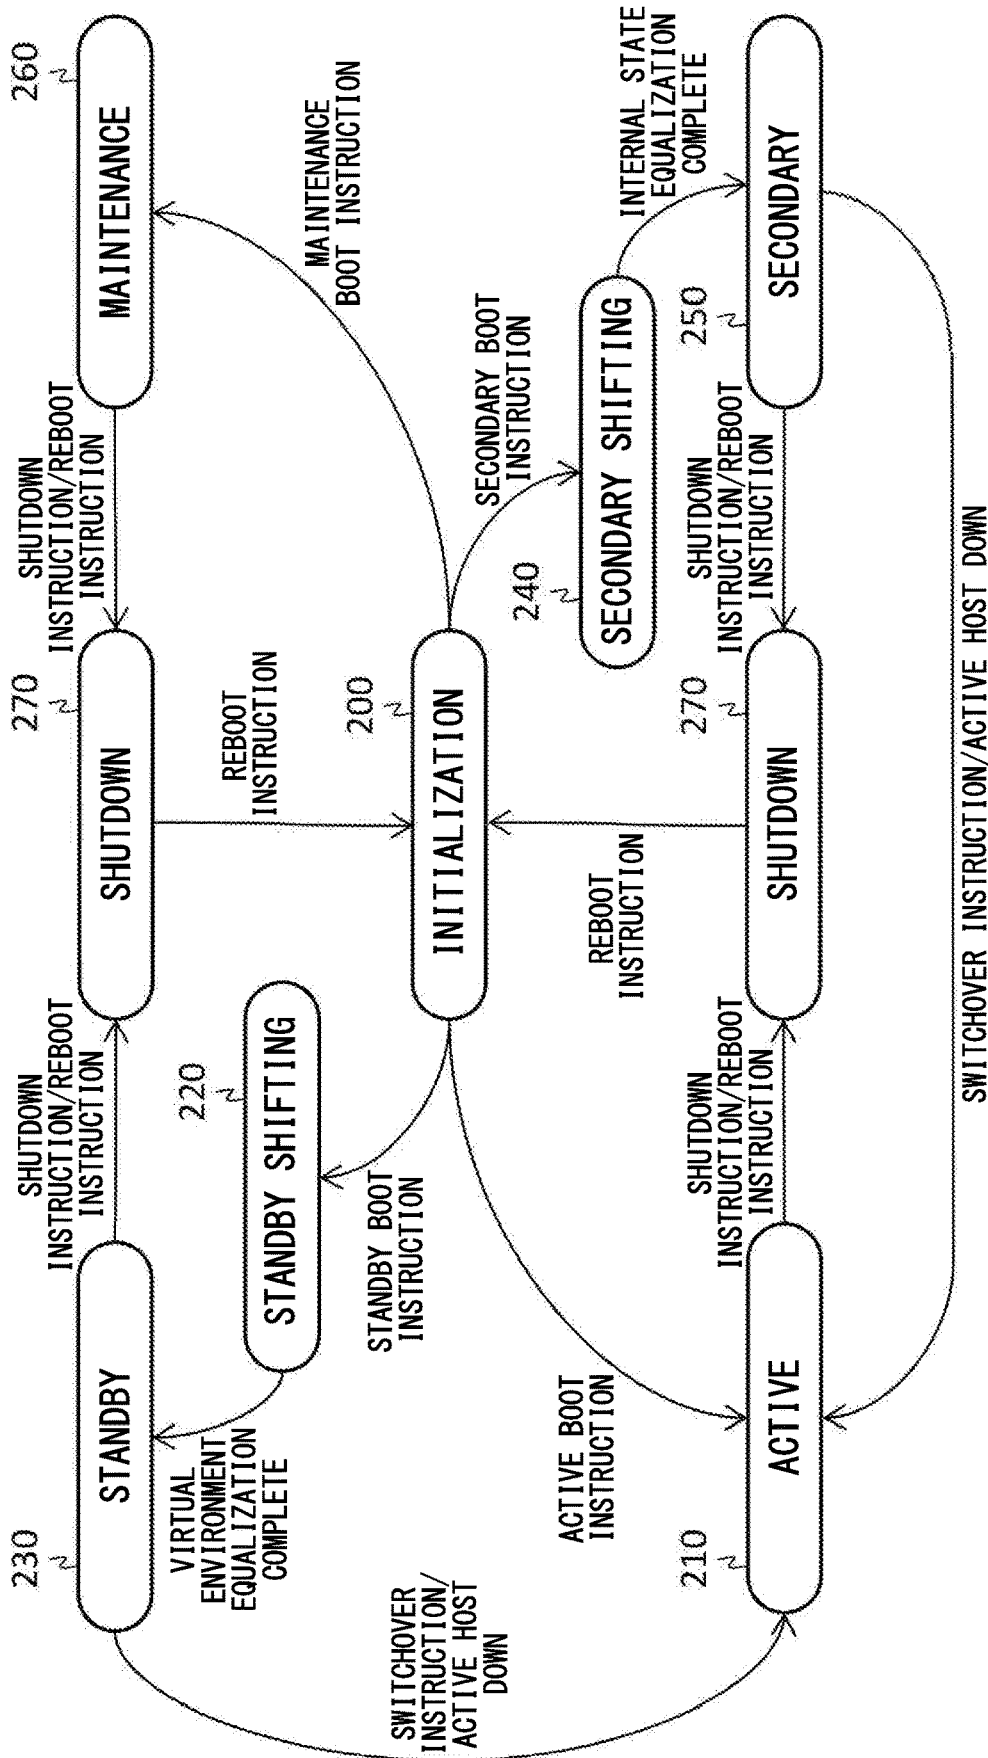 230
STANDBY
SHUTDOWN
INSTRUCTION/REBOOT
INSTRUCTION
270
SHUTDOWN
SHUTDOWN
INSTRUCTION/REBOOT
INSTRUCTION
260
MAINTENANCE
VIRTUAL
ENVIRONMENT
EQUALIZATION
COMPLETE
220
STANDBY SHIFTING
REBOOT
INSTRUCTION
MAINTENANCE
BOOT INSTRUCTION
STANDBY BOOT
INSTRUCTION
200
INITIALIZATION
SWITCHOVER
INSTRUCTION/
ACTIVE HOST
DOWN
SECONDARY BOOT
INSTRUCTION
ACTIVE BOOT
INSTRUCTION
REBOOT
INSTRUCTION
240
SECONDARY SHIFTING
INTERNAL STATE
EQUALIZATION
COMPLETE
210
ACTIVE
SHUTDOWN
INSTRUCTION/REBOOT
INSTRUCTION
270
SHUTDOWN
SHUTDOWN
INSTRUCTION/REBOOT
INSTRUCTION
250
SECONDARY
SWITCHOVER INSTRUCTION/ACTIVE HOST DOWN